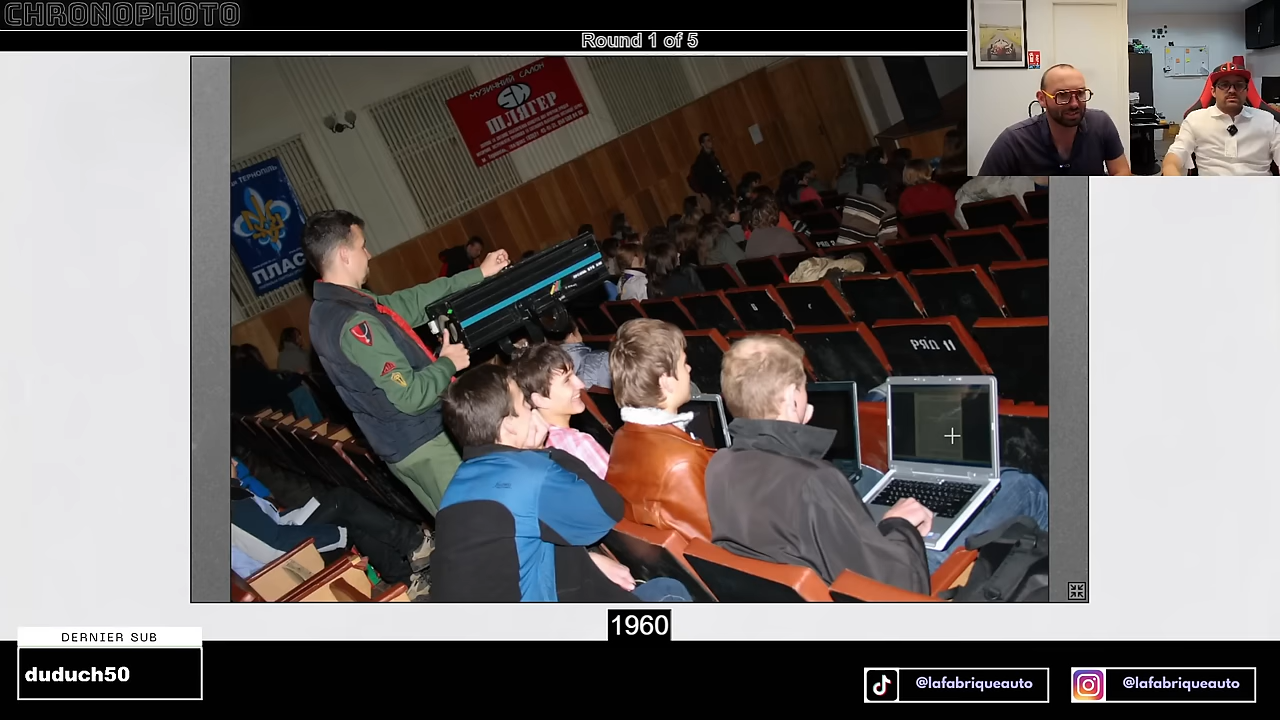 CHRONOPHOTO
Round 1 of 5
МУЗИЧНИЙ САЛОН
ШЛЯГЕР
ТЕРНОПІЛЬ
ПЛАС
РЯД 11
1960
DERNIER SUB
duduch50
@lafabriqueauto
@lafabriqueauto